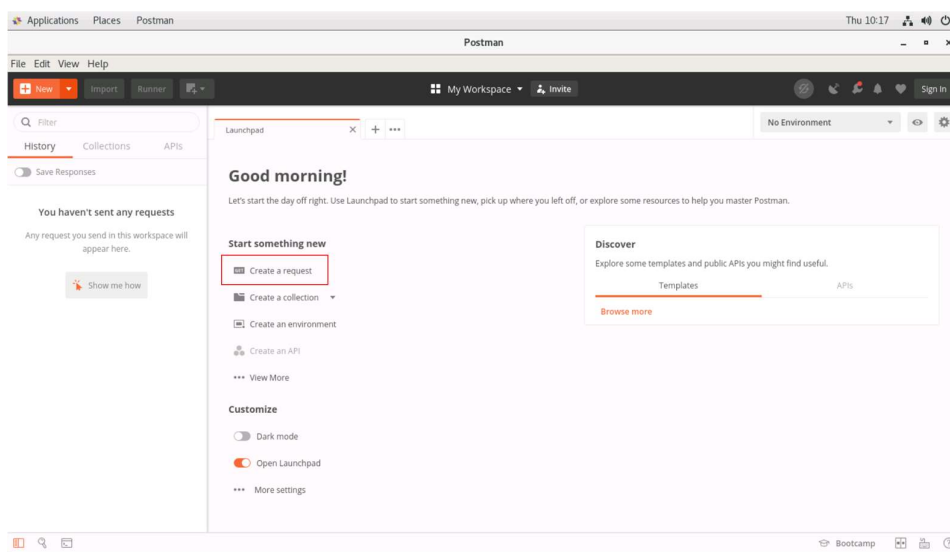 Applications Places Postman
Thu 10:17
Postman
File Edit View Help
New Import Runner
My Workspace Invite
Sign In
Filter
History Collections APIs
Save Responses
You haven't sent any requests
Any request you send in this workspace will
appear here.
Show me how
Launchpad
No Environment
Good morning!
Let's start the day off right. Use Launchpad to start something new, pick up where you left off, or explore some resources to help you master Postman.
Start something new
GET Create a request
Create a collection
Create an environment
Create an API
View More
Customize
Dark mode
Open Launchpad
More settings
Discover
Explore some templates and public APIs you might find useful.
Templates APIs
Browse more
Bootcamp